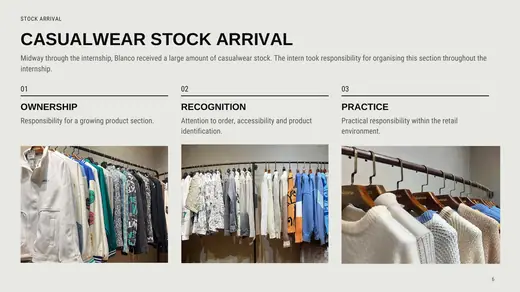 STOCK ARRIVAL
CASUALWEAR STOCK ARRIVAL
Midway through the internship, Blanco received a large amount of casualwear stock. The intern took responsibility for organising this section throughout the
internship.
01
OWNERSHIP
Responsibility for a growing product section.
02
RECOGNITION
Attention to order, accessibility and product
identification.
03
PRACTICE
Practical responsibility within the retail
environment.
6